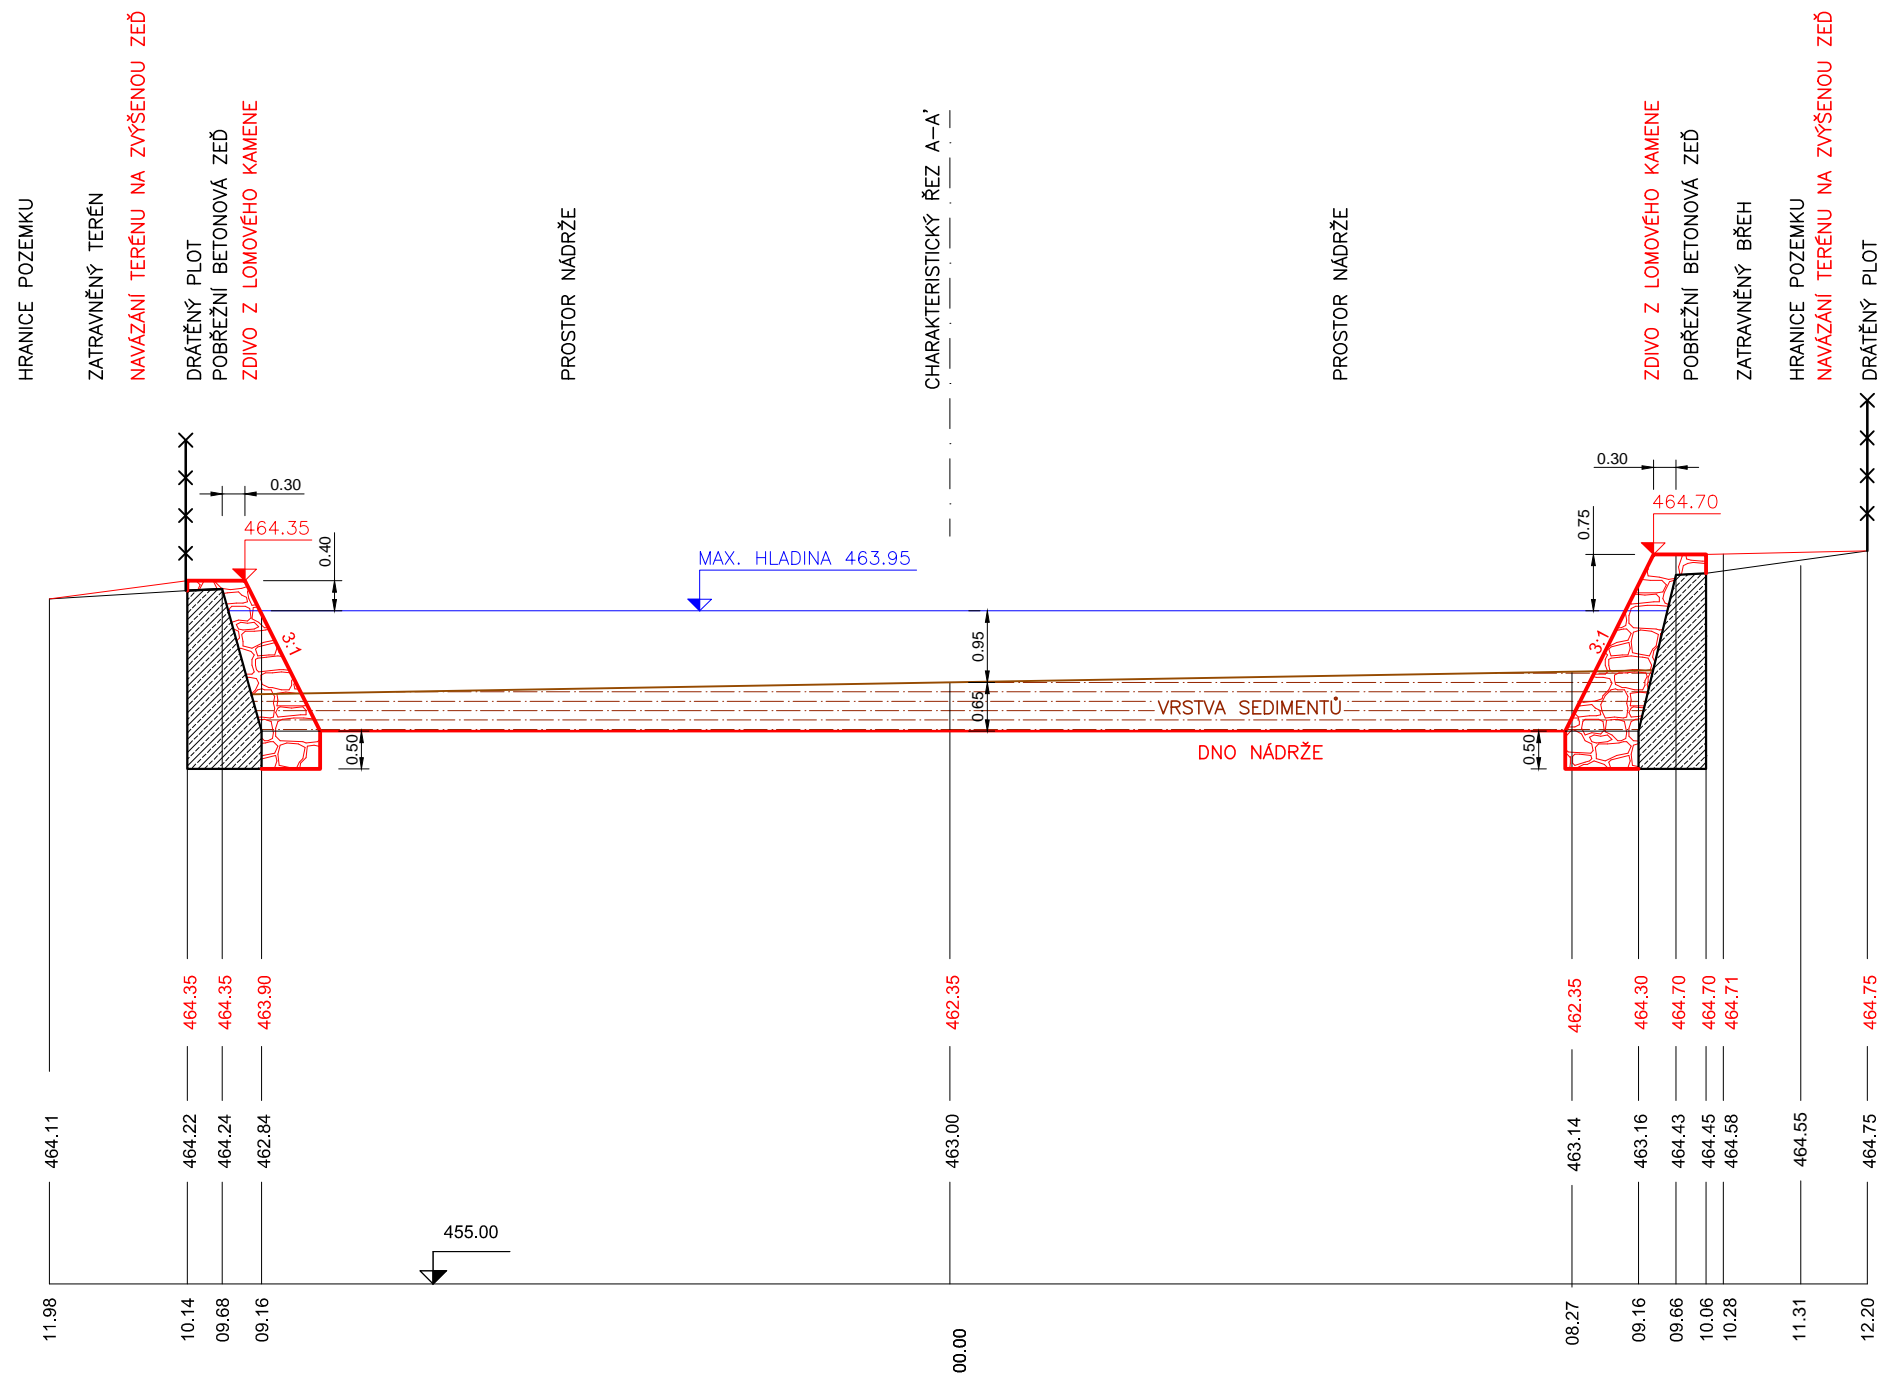 HRANICE POZEMKU
ZATRAVNĚNÝ TERÉN
NAVÁZÁNÍ TERÉNU NA ZVÝŠENOU ZEĎ
DRÁTĚNÝ PLOT
POBŘEŽNÍ BETONOVÁ ZEĎ
ZDIVO Z LOMOVÉHO KAMENE
PROSTOR NÁDRŽE
CHARAKTERISTICKÝ ŘEZ A-A'
PROSTOR NÁDRŽE
ZDIVO Z LOMOVÉHO KAMENE
POBŘEŽNÍ BETONOVÁ ZEĎ
ZATRAVNĚNÝ BŘEH
HRANICE POZEMKU
NAVÁZÁNÍ TERÉNU NA ZVÝŠENOU ZEĎ
DRÁTĚNÝ PLOT
0.30
464.35
0.40
MAX. HLADINA 463.95
0.30
464.70
0.75
3:1
0.95
3:1
0.65
VRSTVA SEDIMENTŮ
0.50
DNO NÁDRŽE
0.50
464.35
464.35
463.90
462.35
462.35
464.30
464.70
464.70
464.71
464.75
464.11
464.22
464.24
462.84
463.00
463.14
463.16
464.43
464.45
464.58
464.55
464.75
455.00
11.98
10.14
09.68
09.16
00.00
08.27
09.16
09.66
10.06
10.28
11.31
12.20